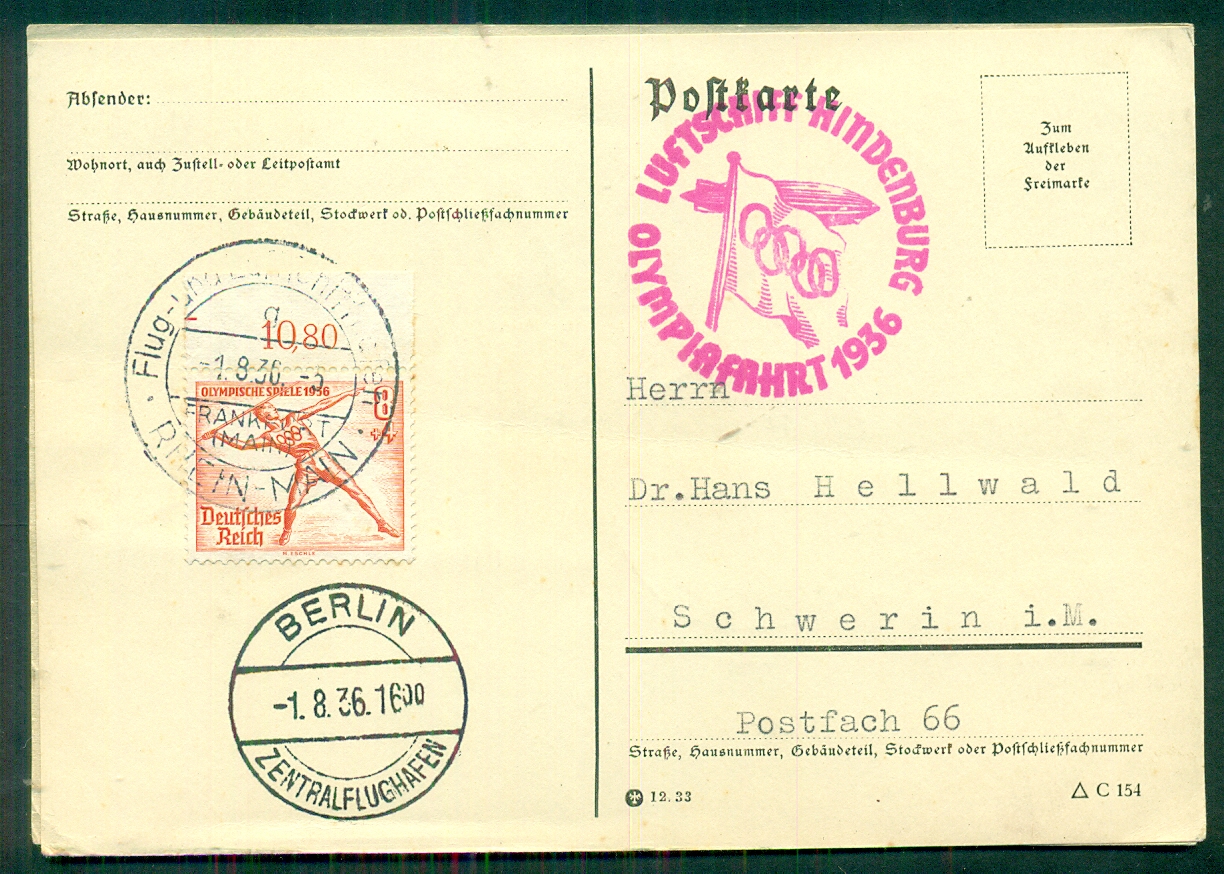 Absender:
Wohnort, auch Zustell- oder Leitpostamt
Straße, Hausnummer, Gebäudeteil, Stockwerk od. Postschließfachnummer
Flug- und
a
10,80
-1.8.36.
OLYMPISCHE SPIELE 1936
8
FRANKFURT
(MAIN)
RHEIN-MAIN
Deutsches
Reich
BERLIN
-1.8.36.1600
ZENTRALFLUGHAFEN
Postkarte
LUFTSCHIFF HINDENBURG
OLYMPIAFAHRT 1936
Zum
Aufkleben
der
Freimarke
Herrn
Dr.Hans Hellwald
Schwerin i.M.
Postfach 66
Straße, Hausnummer, Gebäudeteil, Stockwerk oder Postschließfachnummer
12.33
△ C 154